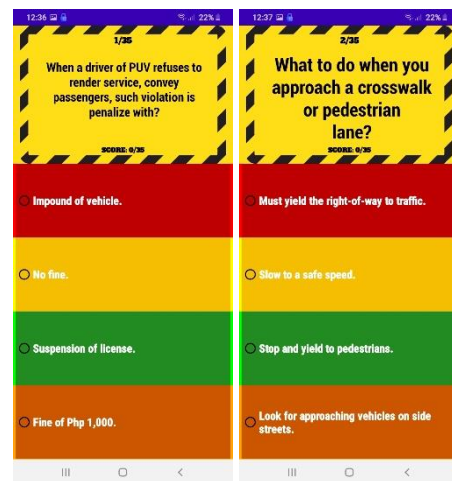 12:36 22%
1/35
When a driver of PUV refuses to
render service, convey
passengers, such violation is
penalize with?
SCORE: 0/35
Impound of vehicle.
No fine.
Suspension of license.
Fine of Php 1,000.
12:37 22%
2/35
What to do when you
approach a crosswalk
or pedestrian
lane?
SCORE: 0/35
Must yield the right-of-way to traffic.
Slow to a safe speed.
Stop and yield to pedestrians.
Look for approaching vehicles on side
streets.